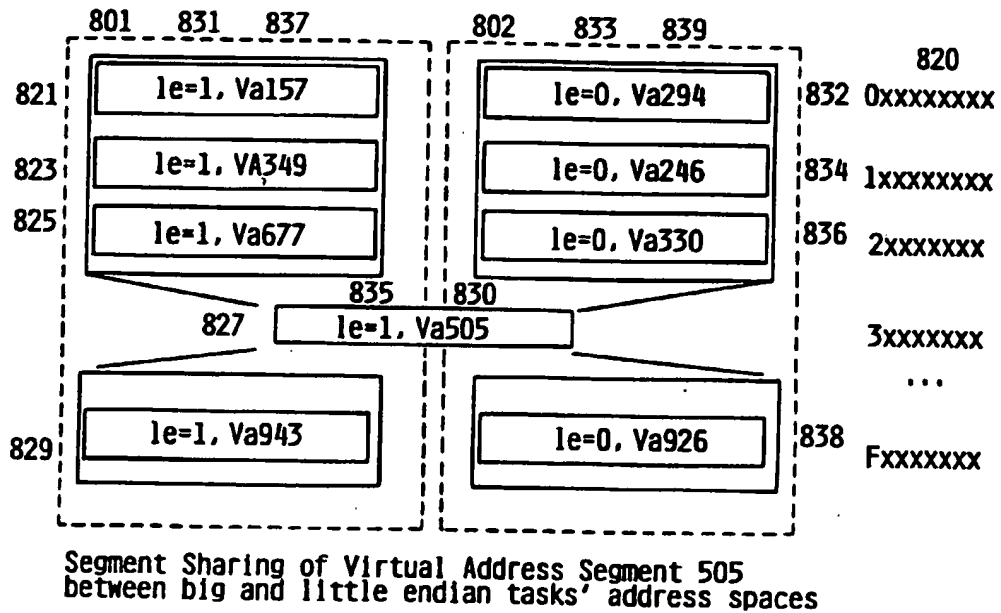 801 831 837 802 833 839
820
821 le=1, Va157 le=0, Va294 832 0xxxxxxxx
823 le=1, VA349 le=0, Va246 834 1xxxxxxxx
825 le=1, Va677 le=0, Va330 836 2xxxxxxx
835 830
827 le=1, Va505 3xxxxxxx
...
829 le=1, Va943 le=0, Va926 838 Fxxxxxxx
Segment Sharing of Virtual Address Segment 505
between big and little endian tasks' address spaces